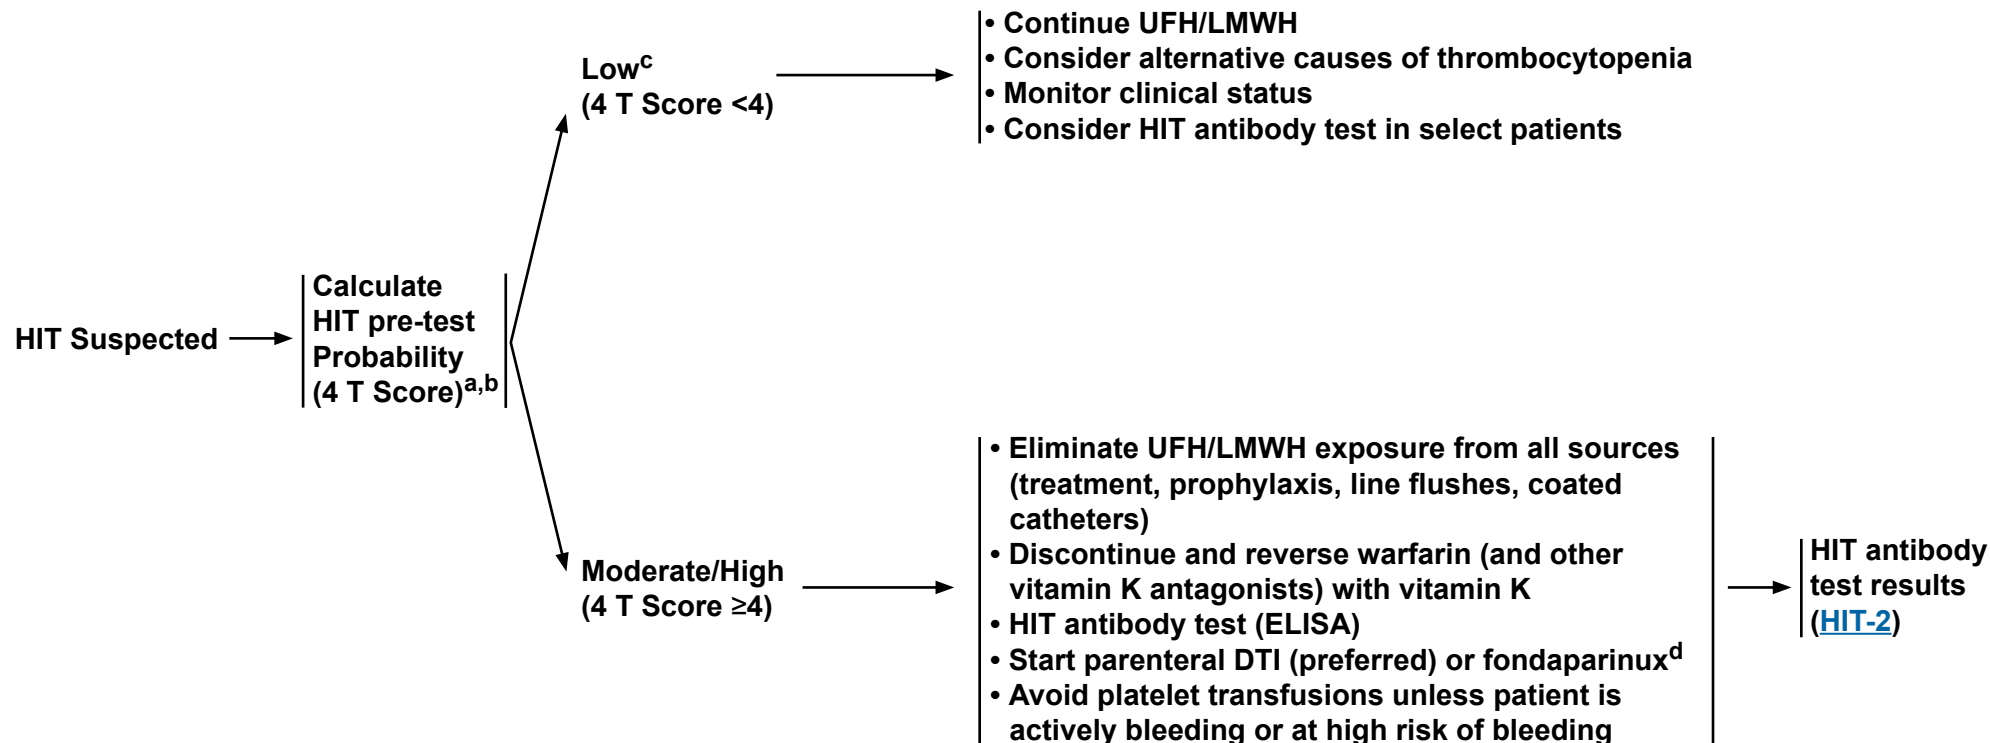 HIT Suspected
Calculate
HIT pre-test
Probability
(4 T Score)a,b
Lowc
(4 T Score <4)
• Continue UFH/LMWH
• Consider alternative causes of thrombocytopenia
• Monitor clinical status
• Consider HIT antibody test in select patients
Moderate/High
(4 T Score ≥4)
• Eliminate UFH/LMWH exposure from all sources
(treatment, prophylaxis, line flushes, coated
catheters)
• Discontinue and reverse warfarin (and other
vitamin K antagonists) with vitamin K
• HIT antibody test (ELISA)
• Start parenteral DTI (preferred) or fondaparinuxd
• Avoid platelet transfusions unless patient is
actively bleeding or at high risk of bleeding
HIT antibody
test results
(HIT-2)